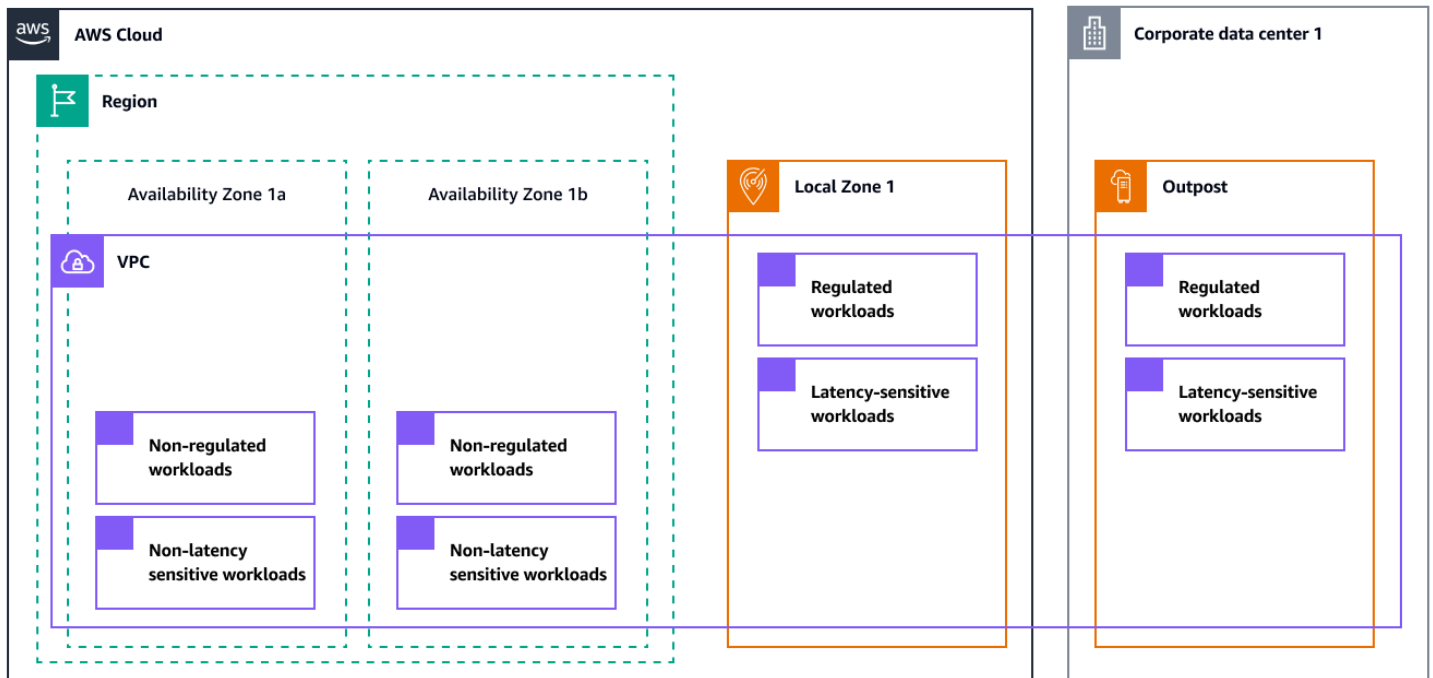 aws
AWS Cloud
Corporate data center 1
Region
Availability Zone 1a
Availability Zone 1b
Local Zone 1
Outpost
VPC
Regulated
workloads
Latency-sensitive
workloads
Regulated
workloads
Latency-sensitive
workloads
Non-regulated
workloads
Non-latency
sensitive workloads
Non-regulated
workloads
Non-latency
sensitive workloads